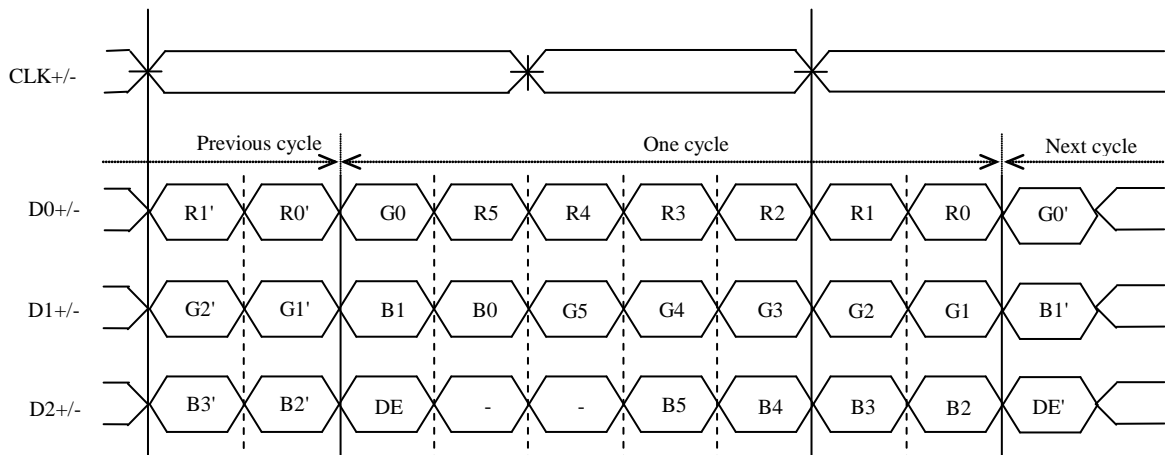 CLK+/-
Previous cycle One cycle Next cycle
D0+/- R1' R0' G0 R5 R4 R3 R2 R1 R0 G0'
D1+/- G2' G1' B1 B0 G5 G4 G3 G2 G1 B1'
D2+/- B3' B2' DE - - B5 B4 B3 B2 DE'